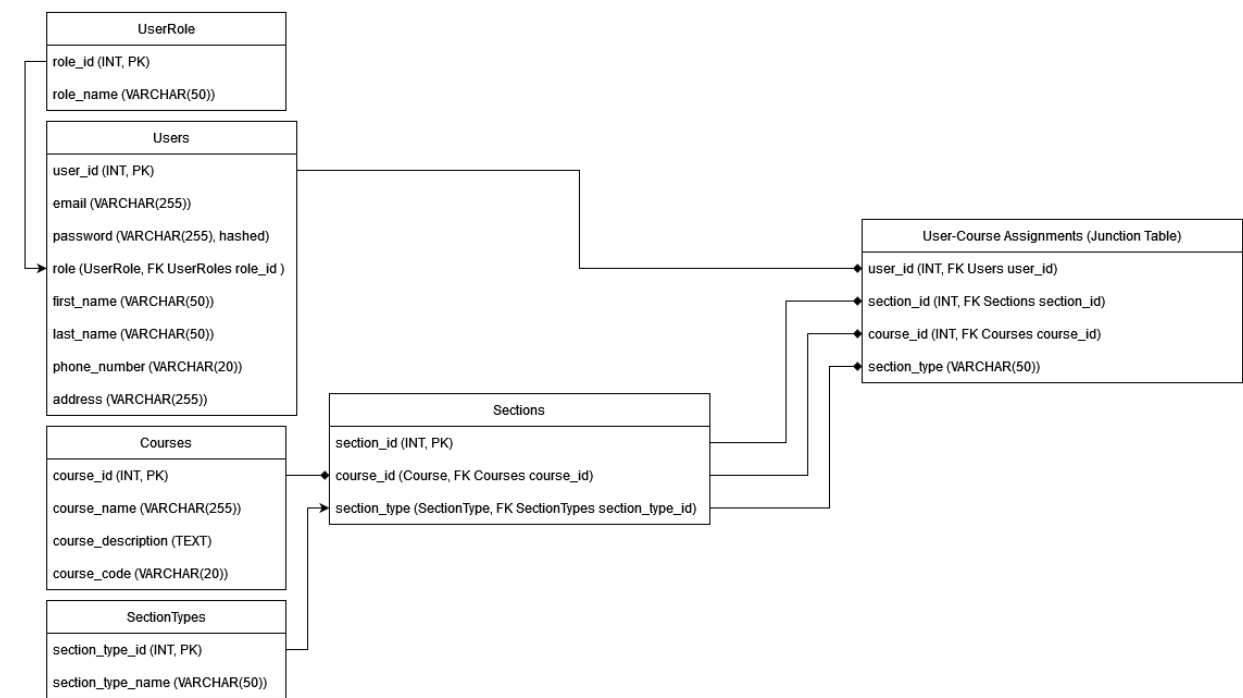 UserRole
role_id (INT, PK)
role_name (VARCHAR(50))
Users
user_id (INT, PK)
email (VARCHAR(255))
password (VARCHAR(255), hashed)
role (UserRole, FK UserRoles role_id )
first_name (VARCHAR(50))
last_name (VARCHAR(50))
phone_number (VARCHAR(20))
address (VARCHAR(255))
Courses
course_id (INT, PK)
course_name (VARCHAR(255))
course_description (TEXT)
course_code (VARCHAR(20))
SectionTypes
section_type_id (INT, PK)
section_type_name (VARCHAR(50))
Sections
section_id (INT, PK)
course_id (Course, FK Courses course_id)
section_type (SectionType, FK SectionTypes section_type_id)
User-Course Assignments (Junction Table)
user_id (INT, FK Users user_id)
section_id (INT, FK Sections section_id)
course_id (INT, FK Courses course_id)
section_type (VARCHAR(50))